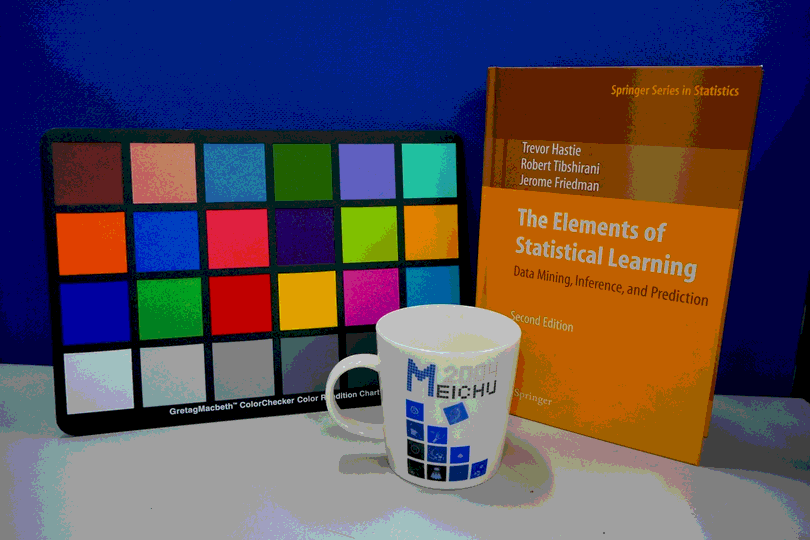 Springer Series in Statistics
Trevor Hastie
Robert Tibshirani
Jerome Friedman
The Elements of
Statistical Learning
Data Mining, Inference, and Prediction
Second Edition
Springer
GretagMacbeth™ ColorChecker Color Rendition Chart
MEICHU